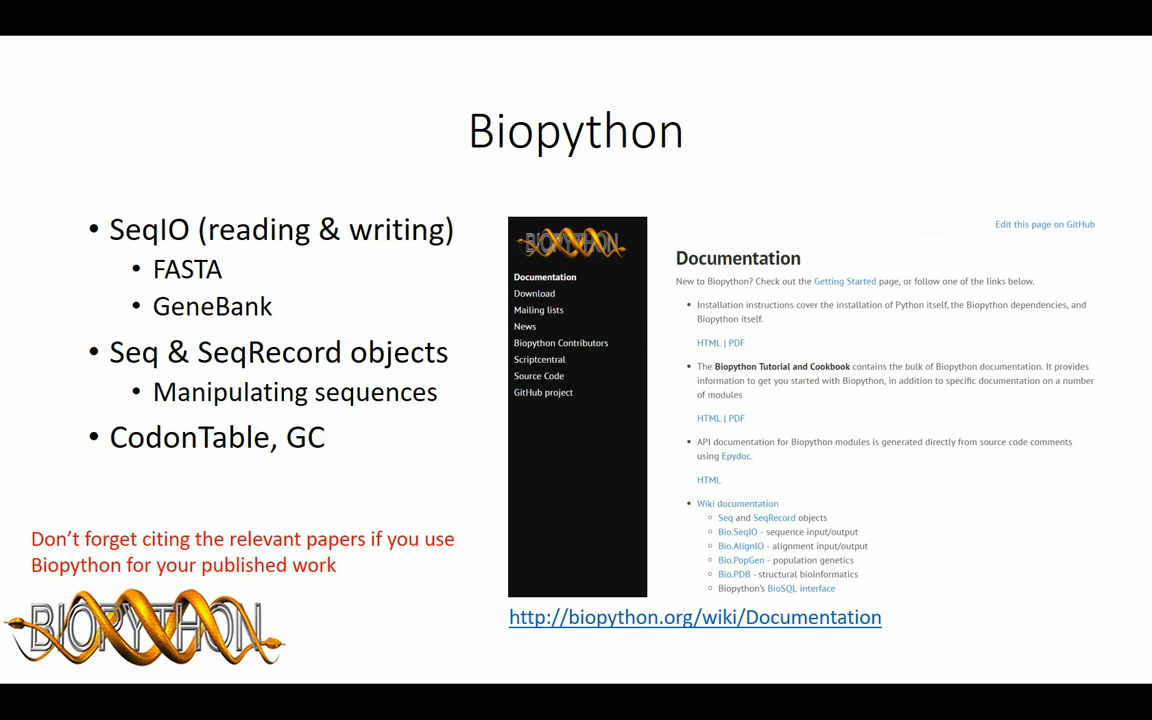 Biopython
• SeqIO (reading & writing)
• FASTA
• GeneBank
• Seq & SeqRecord objects
• Manipulating sequences
• CodonTable, GC
Don't forget citing the relevant papers if you use
Biopython for your published work
BIOPYTHON
BIOPYTHON
Documentation
Download
Mailing lists
News
Biopython Contributors
Scriptcentral
Source Code
GitHub project
Edit this page on GitHub
Documentation
New to Biopython? Check out the Getting Started page, or follow one of the links below.
• Installation instructions cover the installation of Python itself, the Biopython dependencies, and
Biopython itself.
HTML | PDF
• The Biopython Tutorial and Cookbook contains the bulk of Biopython documentation. It provides
information to get you started with Biopython, in addition to specific documentation on a number
of modules
HTML | PDF
• API documentation for Biopython modules is generated directly from source code comments
using Epydoc.
HTML
• Wiki documentation
○ Seq and SeqRecord objects
○ Bio.SeqIO - sequence input/output
○ Bio.AlignIO - alignment input/output
○ Bio.PopGen - population genetics
○ Bio.PDB - structural bioinformatics
○ Biopython's BioSQL interface
http://biopython.org/wiki/Documentation